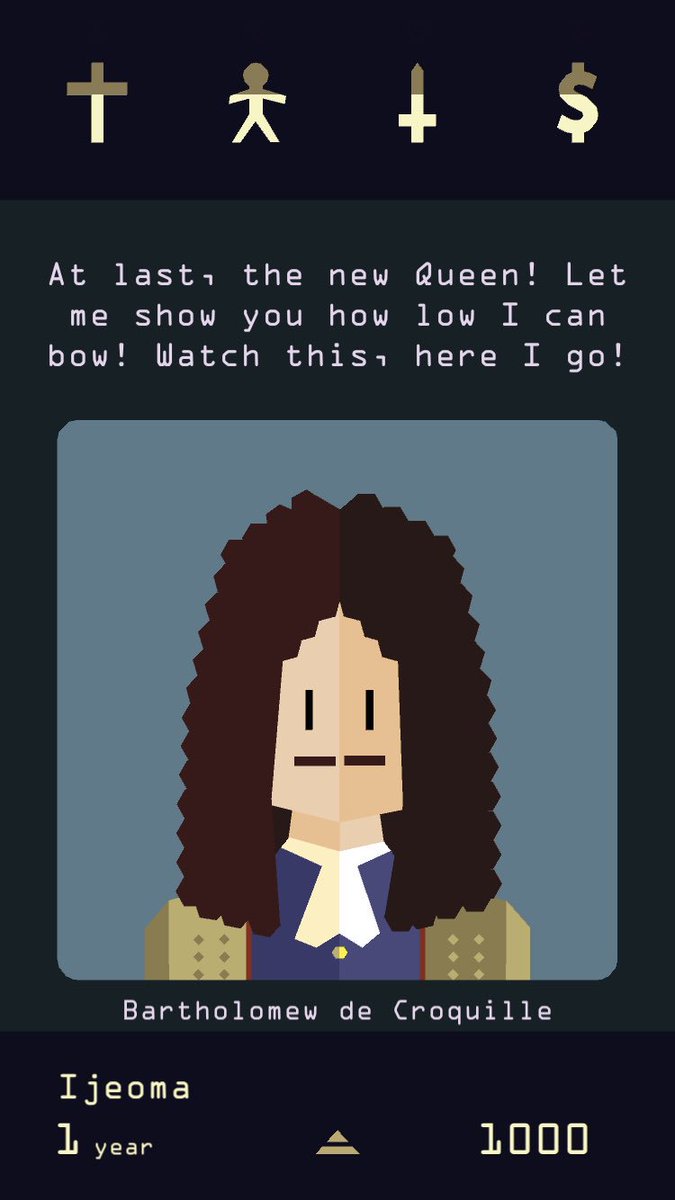 At last, the new Queen! Let
me show you how low I can
bow! Watch this, here I go!
Bartholomew de Croquille
Ijeoma
1 year
1000